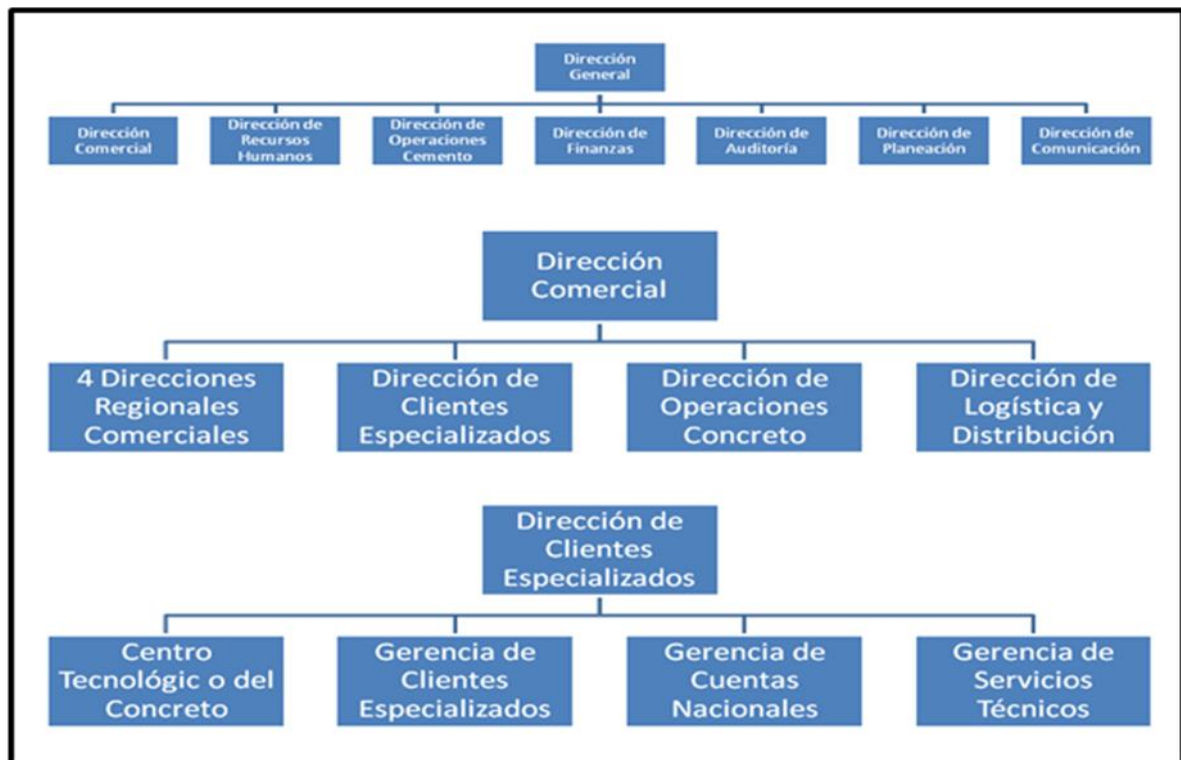 Dirección
General
Dirección
Comercial
Dirección de
Recursos
Humanos
Dirección de
Operaciones
Cemento
Dirección de
Finanzas
Dirección de
Auditoría
Dirección de
Planeación
Dirección de
Comunicación
Dirección
Comercial
4 Direcciones
Regionales
Comerciales
Dirección de
Clientes
Especializados
Dirección de
Operaciones
Concreto
Dirección de
Logística y
Distribución
Dirección de
Clientes
Especializados
Centro
Tecnológic o del
Concreto
Gerencia de
Clientes
Especializados
Gerencia de
Cuentas
Nacionales
Gerencia de
Servicios
Técnicos